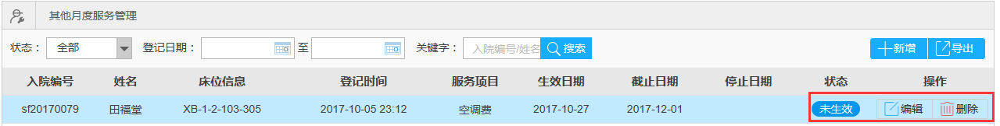 其他月度服务管理
状态： 全部 登记日期： 至 关键字： 入院编号/姓名 搜索 新增 导出
入院编号 姓名 床位信息 登记时间 服务项目 生效日期 截止日期 停止日期 状态 操作
sf20170079 田福堂 XB-1-2-103-305 2017-10-05 23:12 空调费 2017-10-27 2017-12-01 未生效 编辑 删除